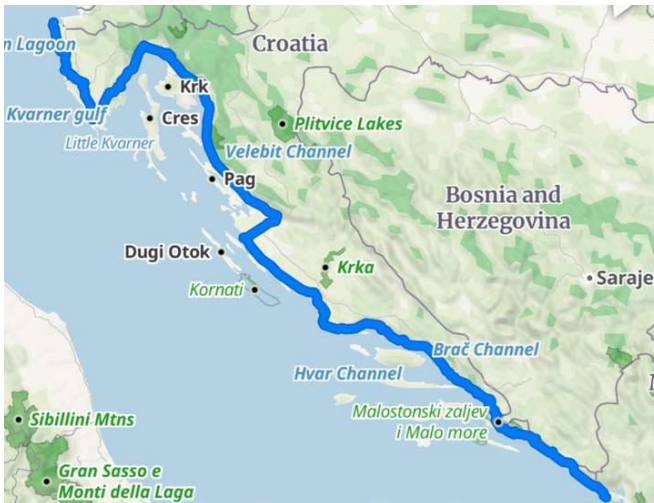 Croatia
n Lagoon
Krk
Kvarner gulf
Cres
Plitvice Lakes
Little Kvarner
Velebit Channel
Pag
Bosnia and
Herzegovina
Dugi Otok
Krka
Saraje
Kornati
Brač Channel
Hvar Channel
Malostonski zaljev
i Malo more
Sibillini Mtns
Gran Sasso e
Monti della Laga